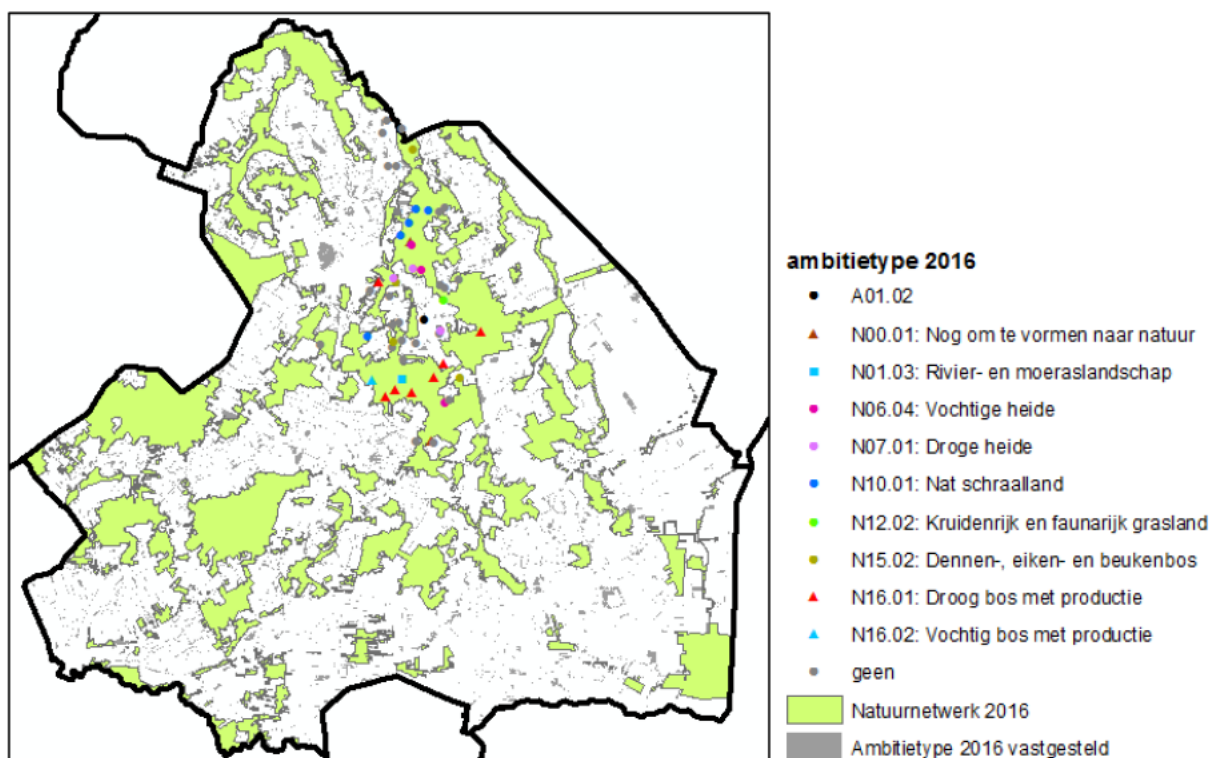 ambitietype 2016
A01.02
N00.01: Nog om te vormen naar natuur
N01.03: Rivier- en moeraslandschap
N06.04: Vochtige heide
N07.01: Droge heide
N10.01: Nat schraalland
N12.02: Kruidenrijk en faunarijk grasland
N15.02: Dennen-, eiken- en beukenbos
N16.01: Droog bos met productie
N16.02: Vochtig bos met productie
geen
Natuurnetwerk 2016
Ambitietype 2016 vastgesteld